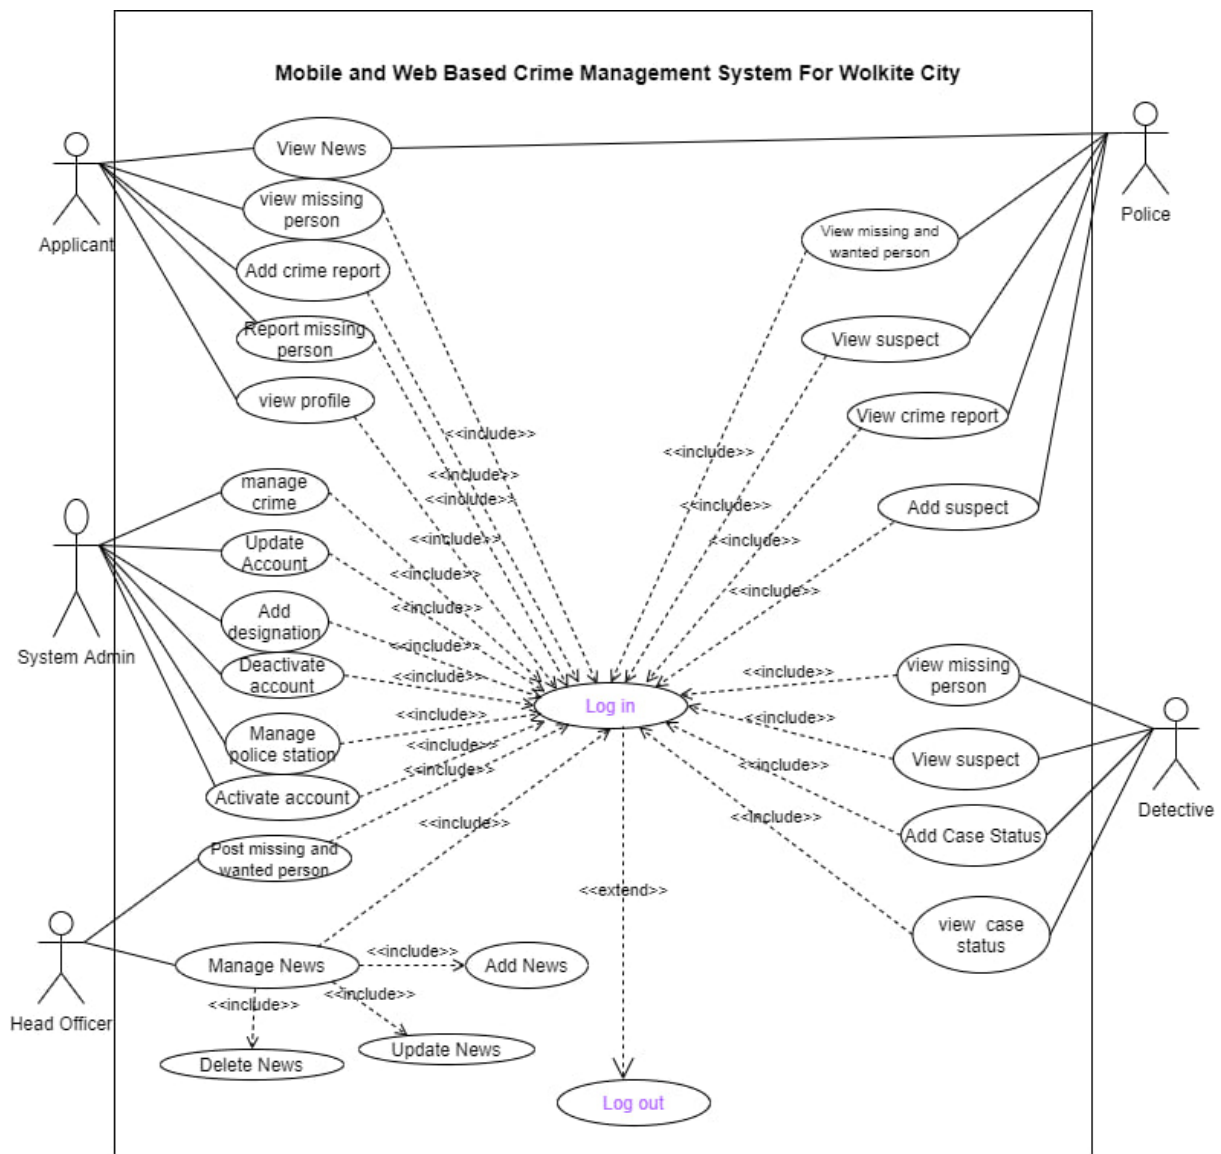 Mobile and Web Based Crime Management System For Wolkite City
View News
Applicant
view missing
person
Add crime report
Report missing
person
view profile
Police
View missing and
wanted person
View suspect
View crime report
Add suspect
<<include>>
<<include>>
<<include>>
<<include>>
<<include>>
<<include>>
<<include>>
<<include>>
System Admin
manage
crime
Update
Account
Add
designation
Deactivate
account
Manage
police station
Activate account
<<include>>
<<include>>
<<include>>
<<include>>
<<include>>
<<include>>
<<include>>
Log in
view missing
person
View suspect
Add Case Status
view case
status
Detective
<<include>>
<<include>>
<<include>>
<<include>>
Post missing and
wanted person
<<include>>
<<extend>>
Head Officer
Manage News
<<include>>
Add News
<<include>>
<<include>>
Delete News
Update News
Log out